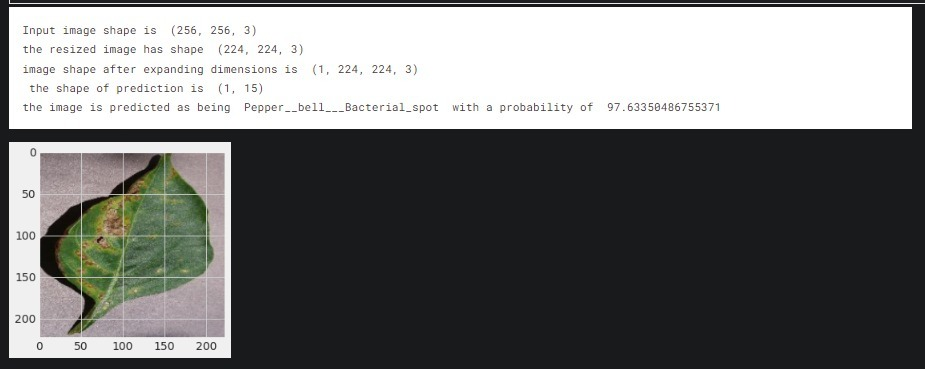 Input image shape is (256, 256, 3)
the resized image has shape (224, 224, 3)
image shape after expanding dimensions is (1, 224, 224, 3)
the shape of prediction is (1, 15)
the image is predicted as being Pepper__bell___Bacterial_spot with a probability of 97.63350486755371
0
50
100
150
200
0 50 100 150 200